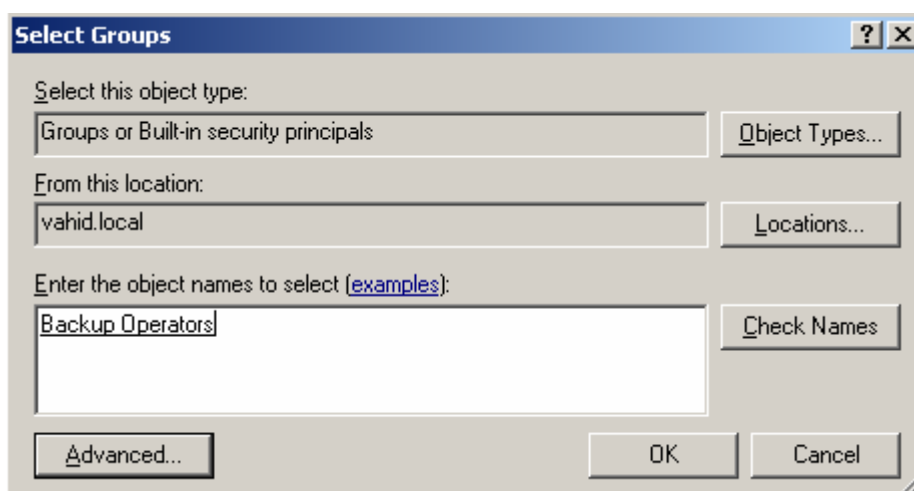 Select Groups
Select this object type:
Groups or Built-in security principals
Object Types...
From this location:
vahid.local
Locations...
Enter the object names to select (examples):
Backup Operators
Check Names
Advanced...
OK
Cancel